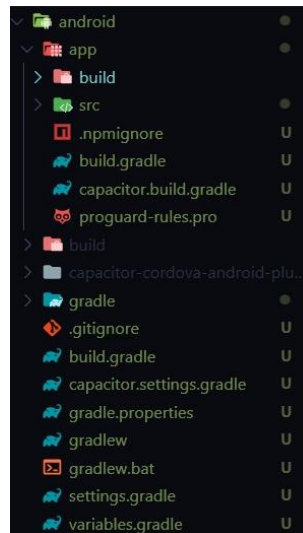 android
app
build
src
.npmignore U
build.gradle U
capacitor.build.gradle U
proguard-rules.pro U
build
capacitor-cordova-android-plu...
gradle
.gitignore U
build.gradle U
capacitor.settings.gradle U
gradle.properties U
gradlew U
gradlew.bat U
settings.gradle U
variables.gradle U